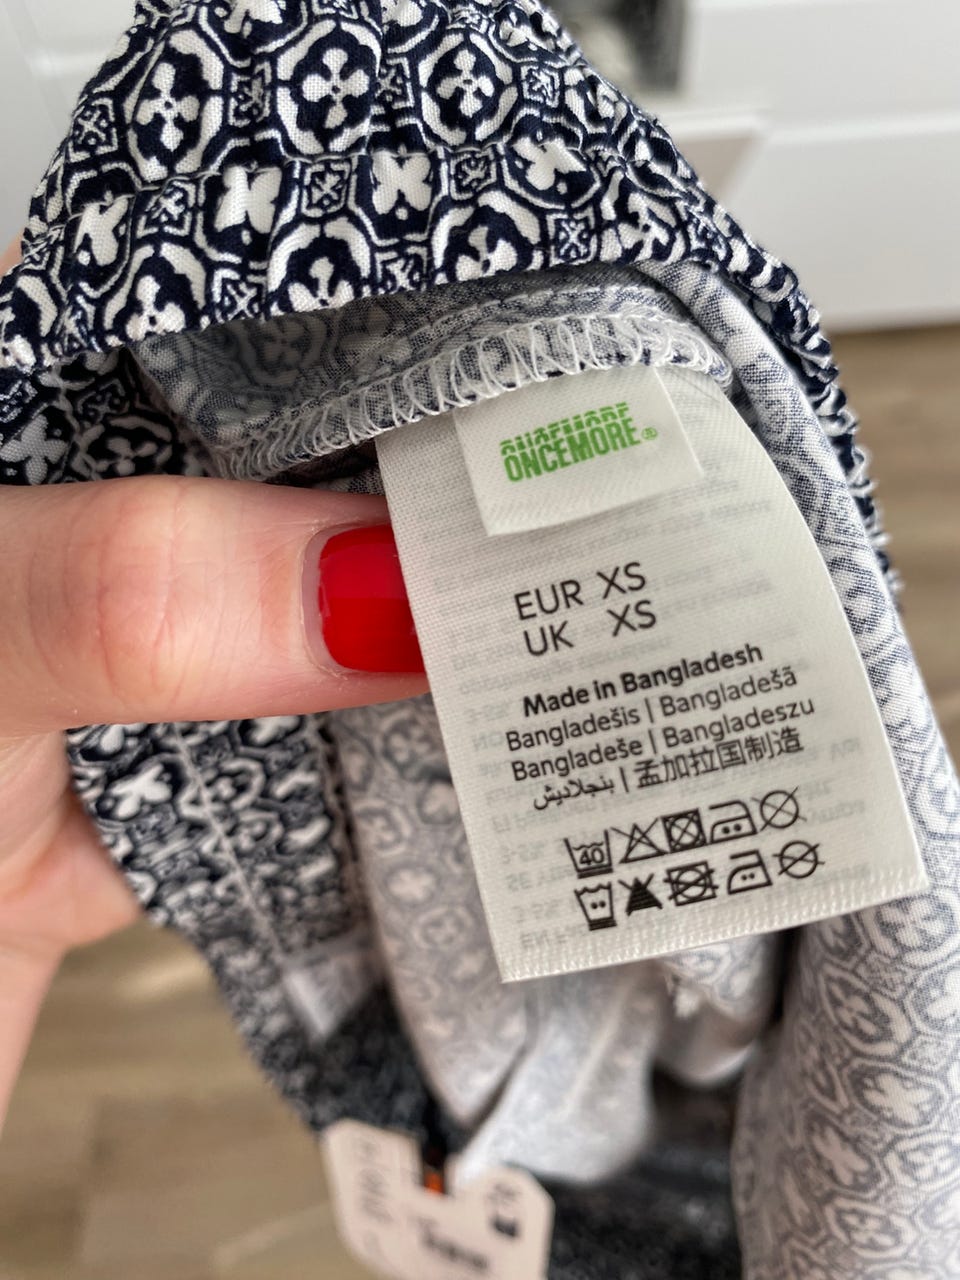 ONCEMORE®
EUR XS
UK XS
Made in Bangladesh
Bangladešis | Bangladešā
Bangladeše | Bangladeszu
بنجلاديش | 孟加拉国制造
40